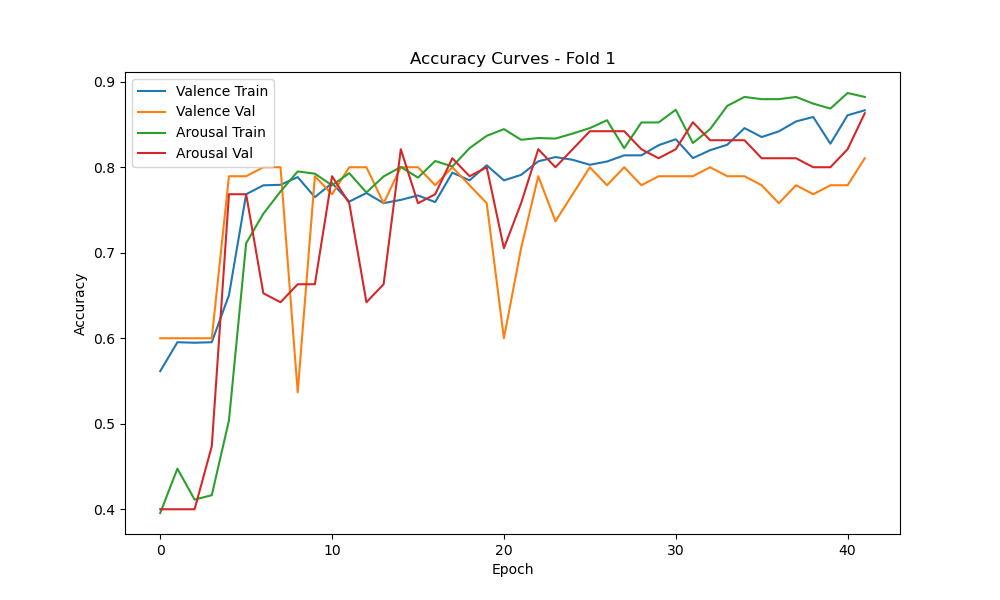 Accuracy Curves - Fold 1
Valence Train
Valence Val
Arousal Train
Arousal Val
0.9
0.8
0.7
0.6
0.5
0.4
Accuracy
0 10 20 30 40
Epoch